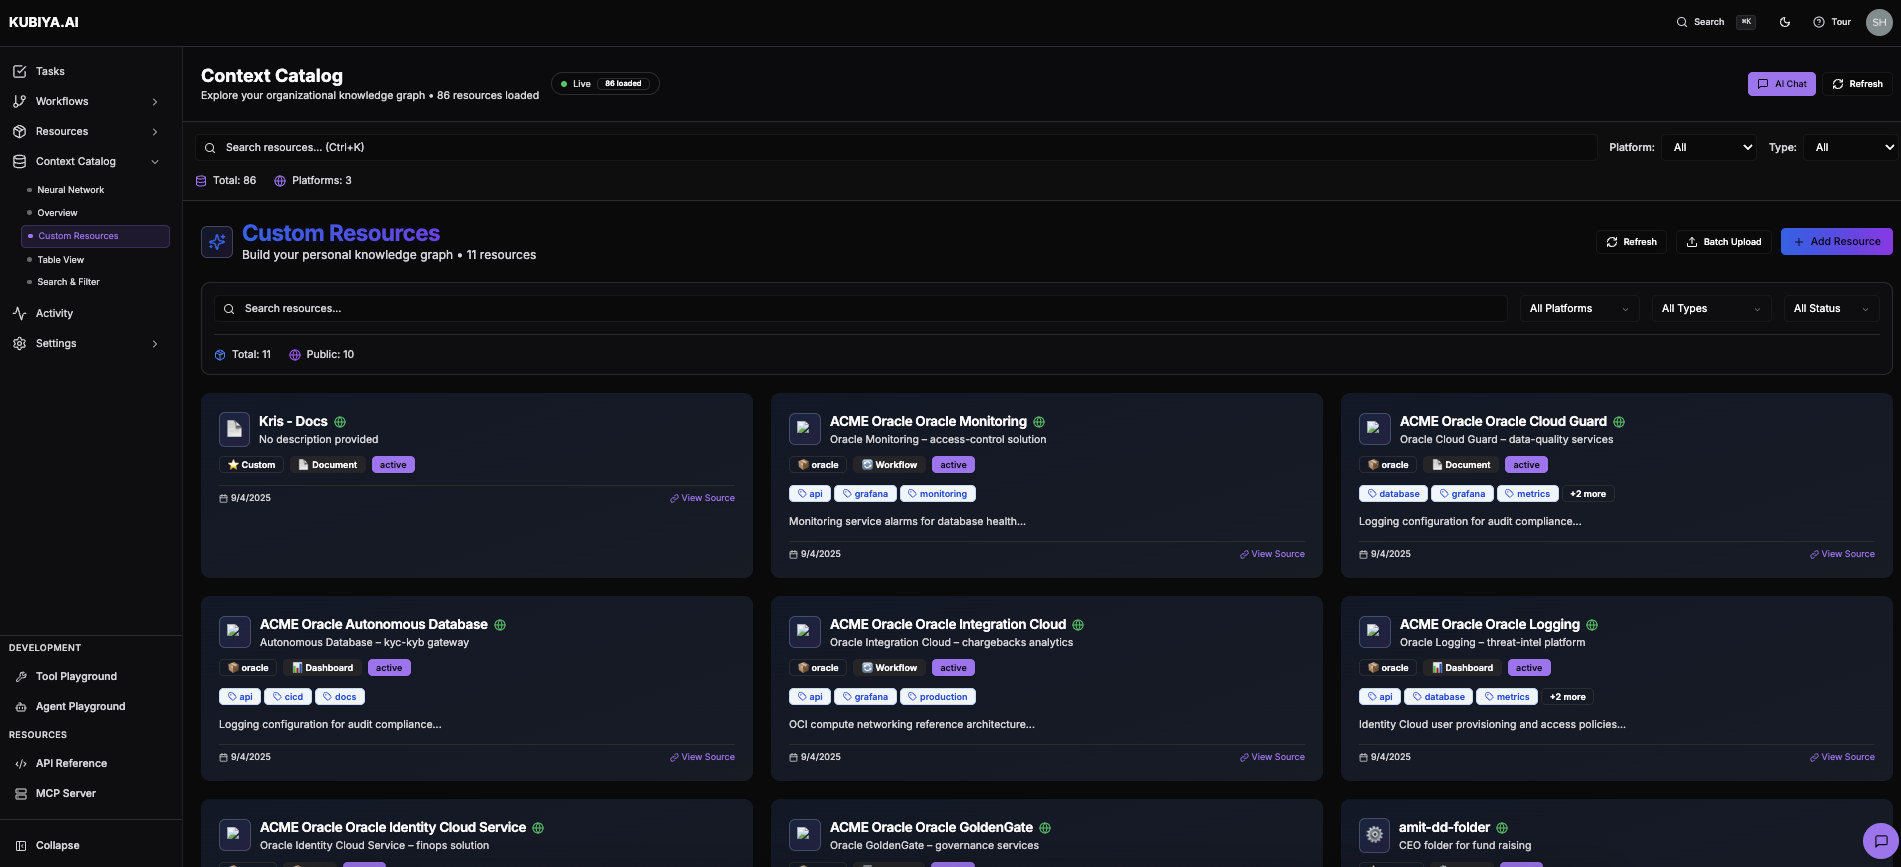 KUBIYA.AI
Search ⌘K
Tour
SH
Tasks
Workflows
Resources
Context Catalog
Neural Network
Overview
Custom Resources
Table View
Search & Filter
Activity
Settings
DEVELOPMENT
Tool Playground
Agent Playground
RESOURCES
API Reference
MCP Server
Collapse
Context Catalog
Live 86 loaded
Explore your organizational knowledge graph • 86 resources loaded
AI Chat
Refresh
Search resources... (Ctrl+K)
Platform: All
Type: All
Total: 86 Platforms: 3
Custom Resources
Build your personal knowledge graph • 11 resources
Refresh
Batch Upload
+ Add Resource
Search resources...
All Platforms
All Types
All Status
Total: 11 Public: 10
Kris - Docs
No description provided
Custom Document active
9/4/2025 View Source
ACME Oracle Oracle Monitoring
Oracle Monitoring – access-control solution
oracle Workflow active
api grafana monitoring
Monitoring service alarms for database health...
9/4/2025 View Source
ACME Oracle Oracle Cloud Guard
Oracle Cloud Guard – data-quality services
oracle Document active
database grafana metrics +2 more
Logging configuration for audit compliance...
9/4/2025 View Source
ACME Oracle Autonomous Database
Autonomous Database – kyc-kyb gateway
oracle Dashboard active
api cicd docs
Logging configuration for audit compliance...
9/4/2025 View Source
ACME Oracle Oracle Integration Cloud
Oracle Integration Cloud – chargebacks analytics
oracle Workflow active
api grafana production
OCI compute networking reference architecture...
9/4/2025 View Source
ACME Oracle Oracle Logging
Oracle Logging – threat-intel platform
oracle Dashboard active
api database metrics +2 more
Identity Cloud user provisioning and access policies...
9/4/2025 View Source
ACME Oracle Oracle Identity Cloud Service
Oracle Identity Cloud Service – finops solution
ACME Oracle Oracle GoldenGate
Oracle GoldenGate – governance services
amit-dd-folder
CEO folder for fund raising